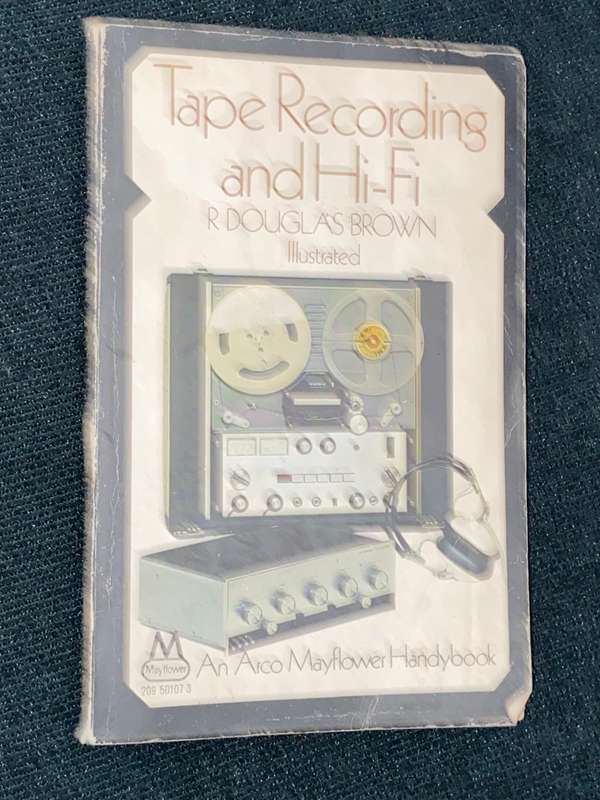 Tape Recording
and Hi-Fi
R DOUGLAS BROWN
Illustrated
M
Mayflower
An Arco Mayflower Handybook
209 50107 3